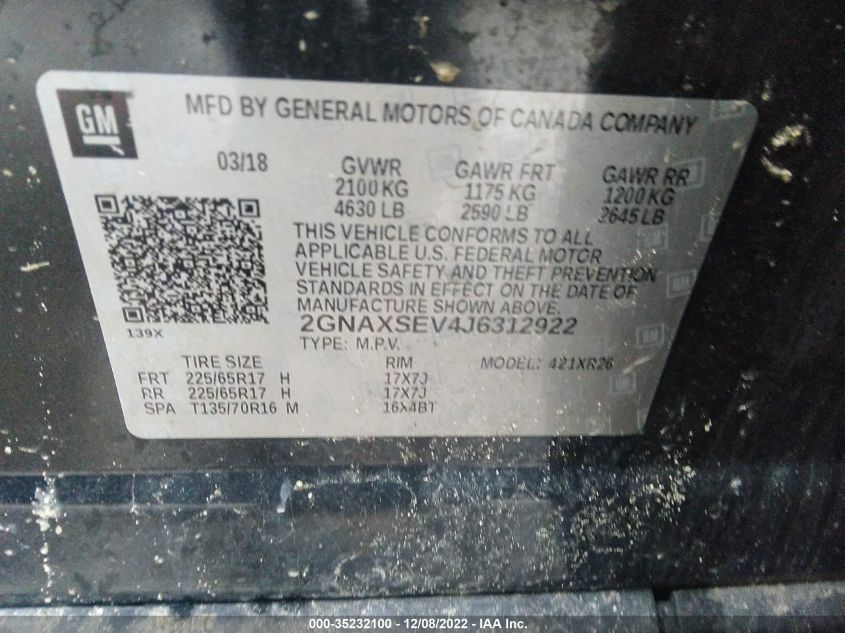 GM
MFD BY GENERAL MOTORS OF CANADA COMPANY
03/18 GVWR GAWR FRT GAWR RR
2100 KG 1175 KG 1200 KG
4630 LB 2590 LB 2645 LB
THIS VEHICLE CONFORMS TO ALL
APPLICABLE U.S. FEDERAL MOTOR
VEHICLE SAFETY AND THEFT PREVENTION
STANDARDS IN EFFECT ON THE DATE OF
MANUFACTURE SHOWN ABOVE.
139X 2GNAXSEV4J6312922
TYPE: M.P.V. MODEL: 421XR26
TIRE SIZE RIM
FRT 225/65R17 H 17X7J
RR 225/65R17 H 17X7J
SPA T135/70R16 M 16X4BT
000-35232100 - 12/08/2022 - IAA Inc.